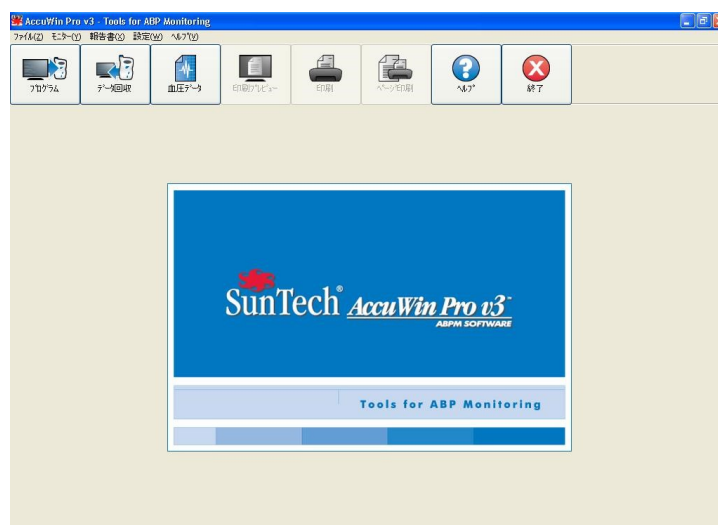 AccuWin Pro v3 - Tools for ABP Monitoring
ファイル(Z) モニター(Y) 報告書(X) 設定(W) ヘルプ(V)
プログラム データ回収 血圧データ 印刷プレビュー 印刷 ページ印刷 ヘルプ 終了
SunTech® AccuWin Pro v3™
ABPM SOFTWARE
Tools for ABP Monitoring